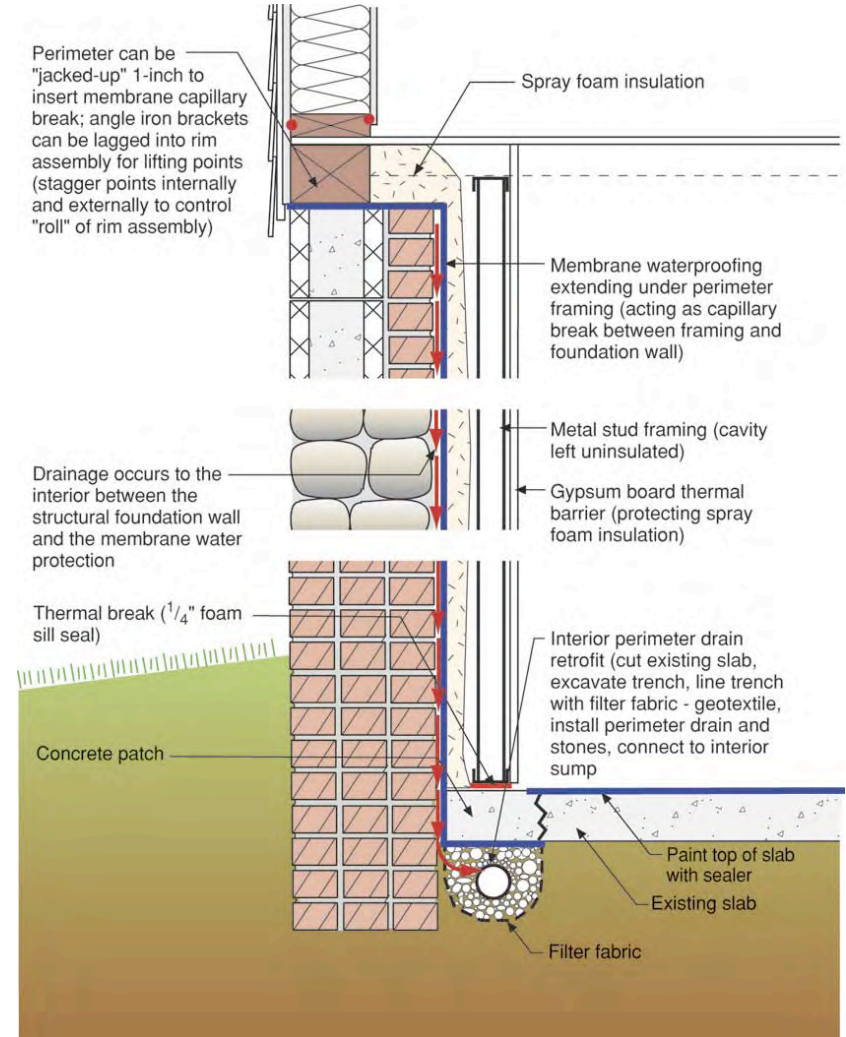 Perimeter can be
"jacked-up" 1-inch to
insert membrane capillary
break; angle iron brackets
can be lagged into rim
assembly for lifting points
(stagger points internally
and externally to control
"roll" of rim assembly)
Spray foam insulation
Membrane waterproofing
extending under perimeter
framing (acting as capillary
break between framing and
foundation wall)
Metal stud framing (cavity
left uninsulated)
Drainage occurs to the
interior between the
structural foundation wall
and the membrane water
protection
Gypsum board thermal
barrier (protecting spray
foam insulation)
Thermal break (1/4" foam
sill seal)
Interior perimeter drain
retrofit (cut existing slab,
excavate trench, line trench
with filter fabric - geotextile,
install perimeter drain and
stones, connect to interior
sump
Concrete patch
Paint top of slab
with sealer
Existing slab
Filter fabric